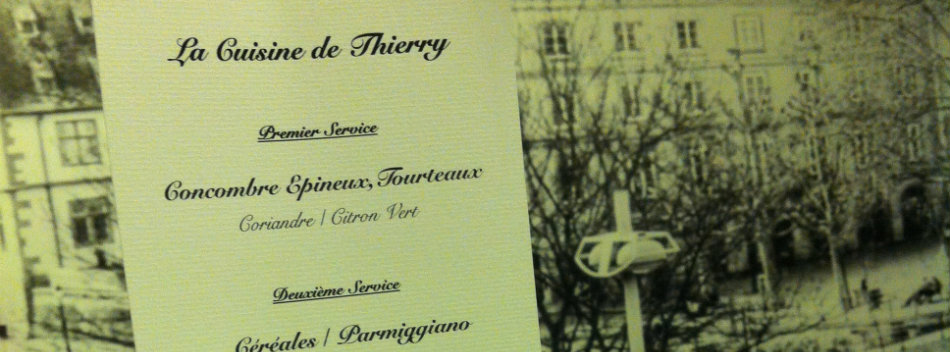 La Cuisine de Thierry
Premier Service
Concombre Epineux, Tourteaux
Coriandre / Citron Vert
Deuxième Service
Céréales / Parmiggiano